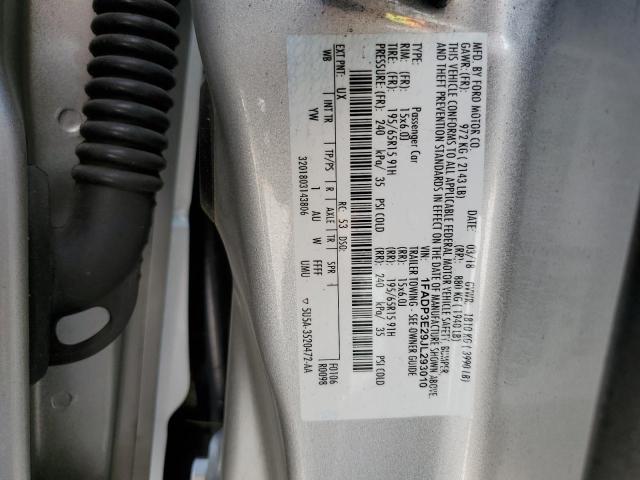 MFD. BY FORD MOTOR CO.
DATE: 03/18 GVWR: 1810 KG ( 3990 LB)
GAWR: (FR): 972 KG ( 2143 LB) (RR): 880 KG ( 1940 LB)
THIS VEHICLE CONFORMS TO ALL APPLICABLE FEDERAL MOTOR VEHICLE SAFETY, BUMPER
AND THEFT PREVENTION STANDARDS IN EFFECT ON THE DATE OF MANUFACTURE SHOWN ABOVE.
VIN: 1FADP3E29JL293010
TYPE: Passenger Car TRAILER TOWING - SEE OWNER GUIDE
RIM: (FR): 15x6.0J (RR): 15x6.0J
TIRE: (FR): 195/65R15 91H (RR): 195/65R15 91H
PRESSURE: (FR): 240 kPa/ 35 PSI COLD (RR): 240 kPa/ 35 PSI COLD
EXT PNT: UX RC: 53 DSO: F0106
R0098
WB INT TR TP/PS R AXLE TR SPR
YW 1 AU W FFFF
3201803143806 UMU ▽ SU5A-3520472-AA